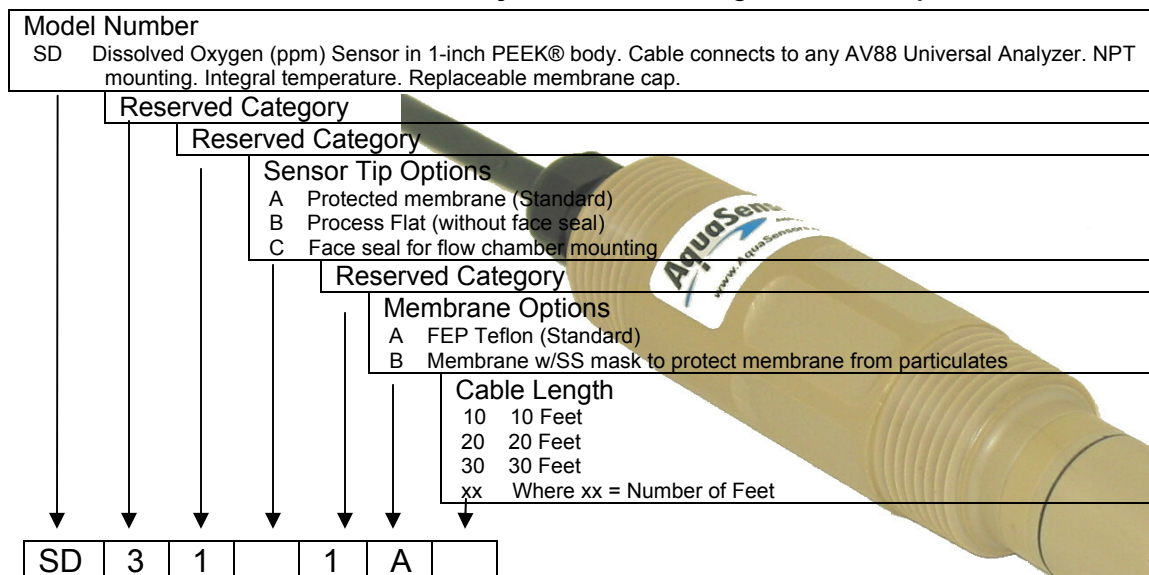 Model Number
SD Dissolved Oxygen (ppm) Sensor in 1-inch PEEK® body. Cable connects to any AV88 Universal Analyzer. NPT
mounting. Integral temperature. Replaceable membrane cap.
Reserved Category
Reserved Category
Sensor Tip Options
A Protected membrane (Standard)
B Process Flat (without face seal)
C Face seal for flow chamber mounting
Reserved Category
Membrane Options
A FEP Teflon (Standard)
B Membrane w/SS mask to protect membrane from particulates
Cable Length
10 10 Feet
20 20 Feet
30 30 Feet
xx Where xx = Number of Feet
SD 3 1 1 A
AquaSens
www.AquaSensors